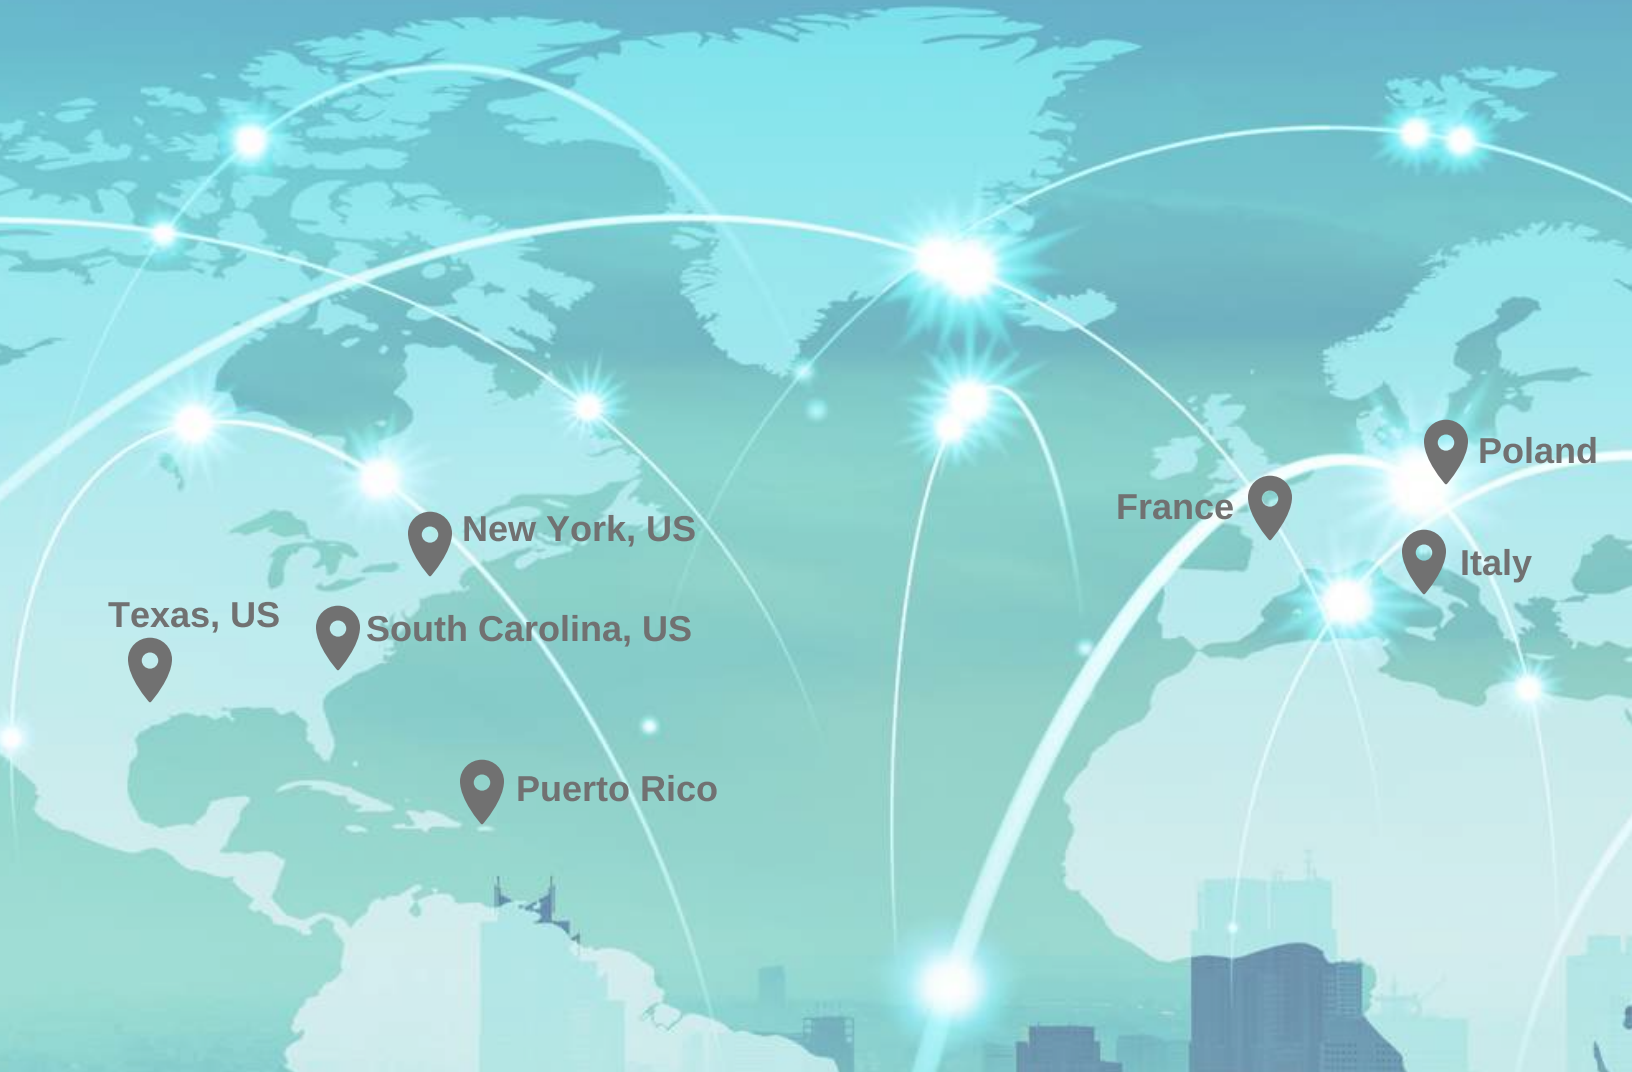 Poland
France
New York, US
Italy
Texas, US
South Carolina, US
Puerto Rico